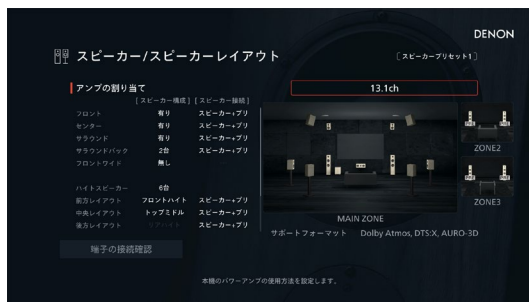 DENON
スピーカー/スピーカーレイアウト
［スピーカープリセット1］
アンプの割り当て
［スピーカー構成］［スピーカー接続］
フロント 有り スピーカー+プリ
センター 有り スピーカー+プリ
サラウンド 有り スピーカー+プリ
サラウンドバック 2台 スピーカー+プリ
フロントワイド 無し
ハイトスピーカー 6台
前方レイアウト フロントハイト スピーカー+プリ
中央レイアウト トップミドル スピーカー+プリ
後方レイアウト リアハイト スピーカー+プリ
端子の接続確認
13.1ch
ZONE2
ZONE3
MAIN ZONE
サポートフォーマット Dolby Atmos, DTS:X, AURO-3D
本機のパワーアンプの使用方法を設定します。